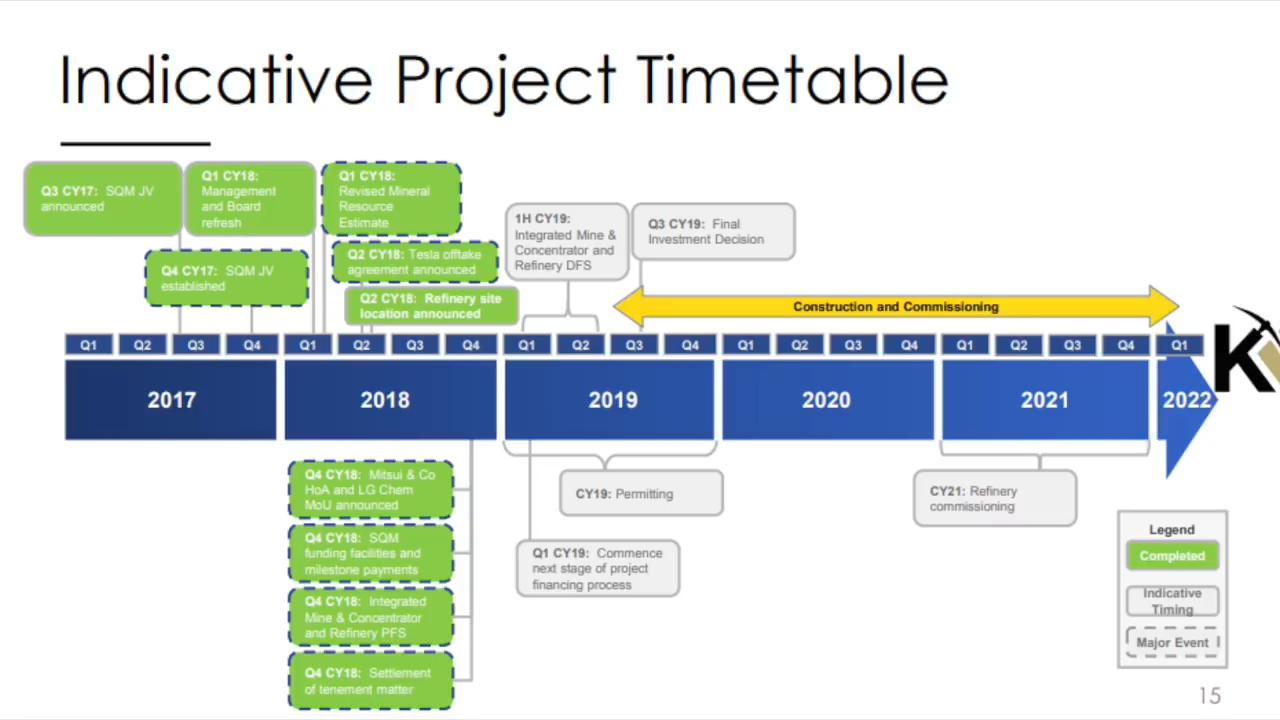 Indicative Project Timetable
Q3 CY17: SQM JV
announced
Q1 CY18:
Management
and Board
refresh
Q1 CY18:
Revised Mineral
Resource
Estimate
Q4 CY17: SQM JV
established
Q2 CY18: Tesla offtake
agreement announced
Q2 CY18: Refinery site
location announced
1H CY19:
Integrated Mine &
Concentrator and
Refinery DFS
Q3 CY19: Final
Investment Decision
Construction and Commissioning
Q1 Q2 Q3 Q4 Q1 Q2 Q3 Q4 Q1 Q2 Q3 Q4 Q1 Q2 Q3 Q4 Q1 Q2 Q3 Q4 Q1
2017 2018 2019 2020 2021 2022
K
Q4 CY18: Mitsui & Co
HoA and LG Chem
MoU announced
Q4 CY18: SQM
funding facilities and
milestone payments
Q4 CY18: Integrated
Mine & Concentrator
and Refinery PFS
Q4 CY18: Settlement
of tenement matter
CY19: Permitting
Q1 CY19: Commence
next stage of project
financing process
CY21: Refinery
commissioning
Legend
Completed
Indicative
Timing
Major Event
15